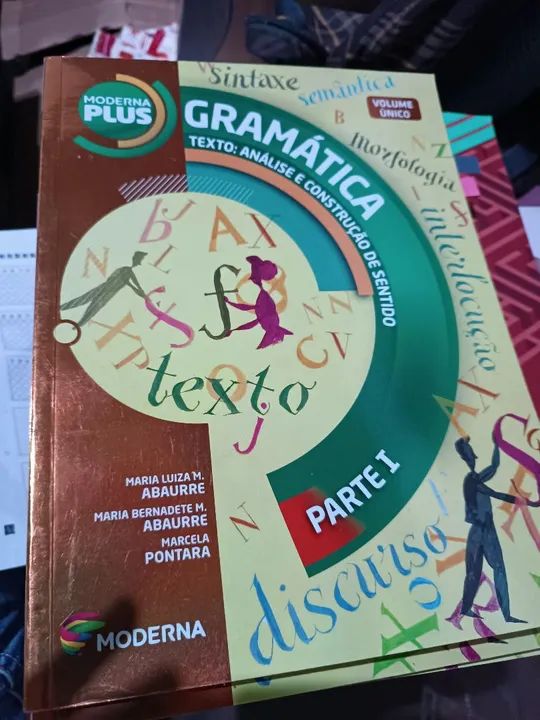 Sintaxe
semântica
MODERNA
PLUS
GRAMÁTICA
TEXTO: ANÁLISE E CONSTRUÇÃO DE SENTIDO
VOLUME
ÚNICO
Morfologia
interlocução
texto
PARTE I
MARIA LUIZA M.
ABAURRE
MARIA BERNADETE M.
ABAURRE
MARCELA
PONTARA
discurso
MODERNA